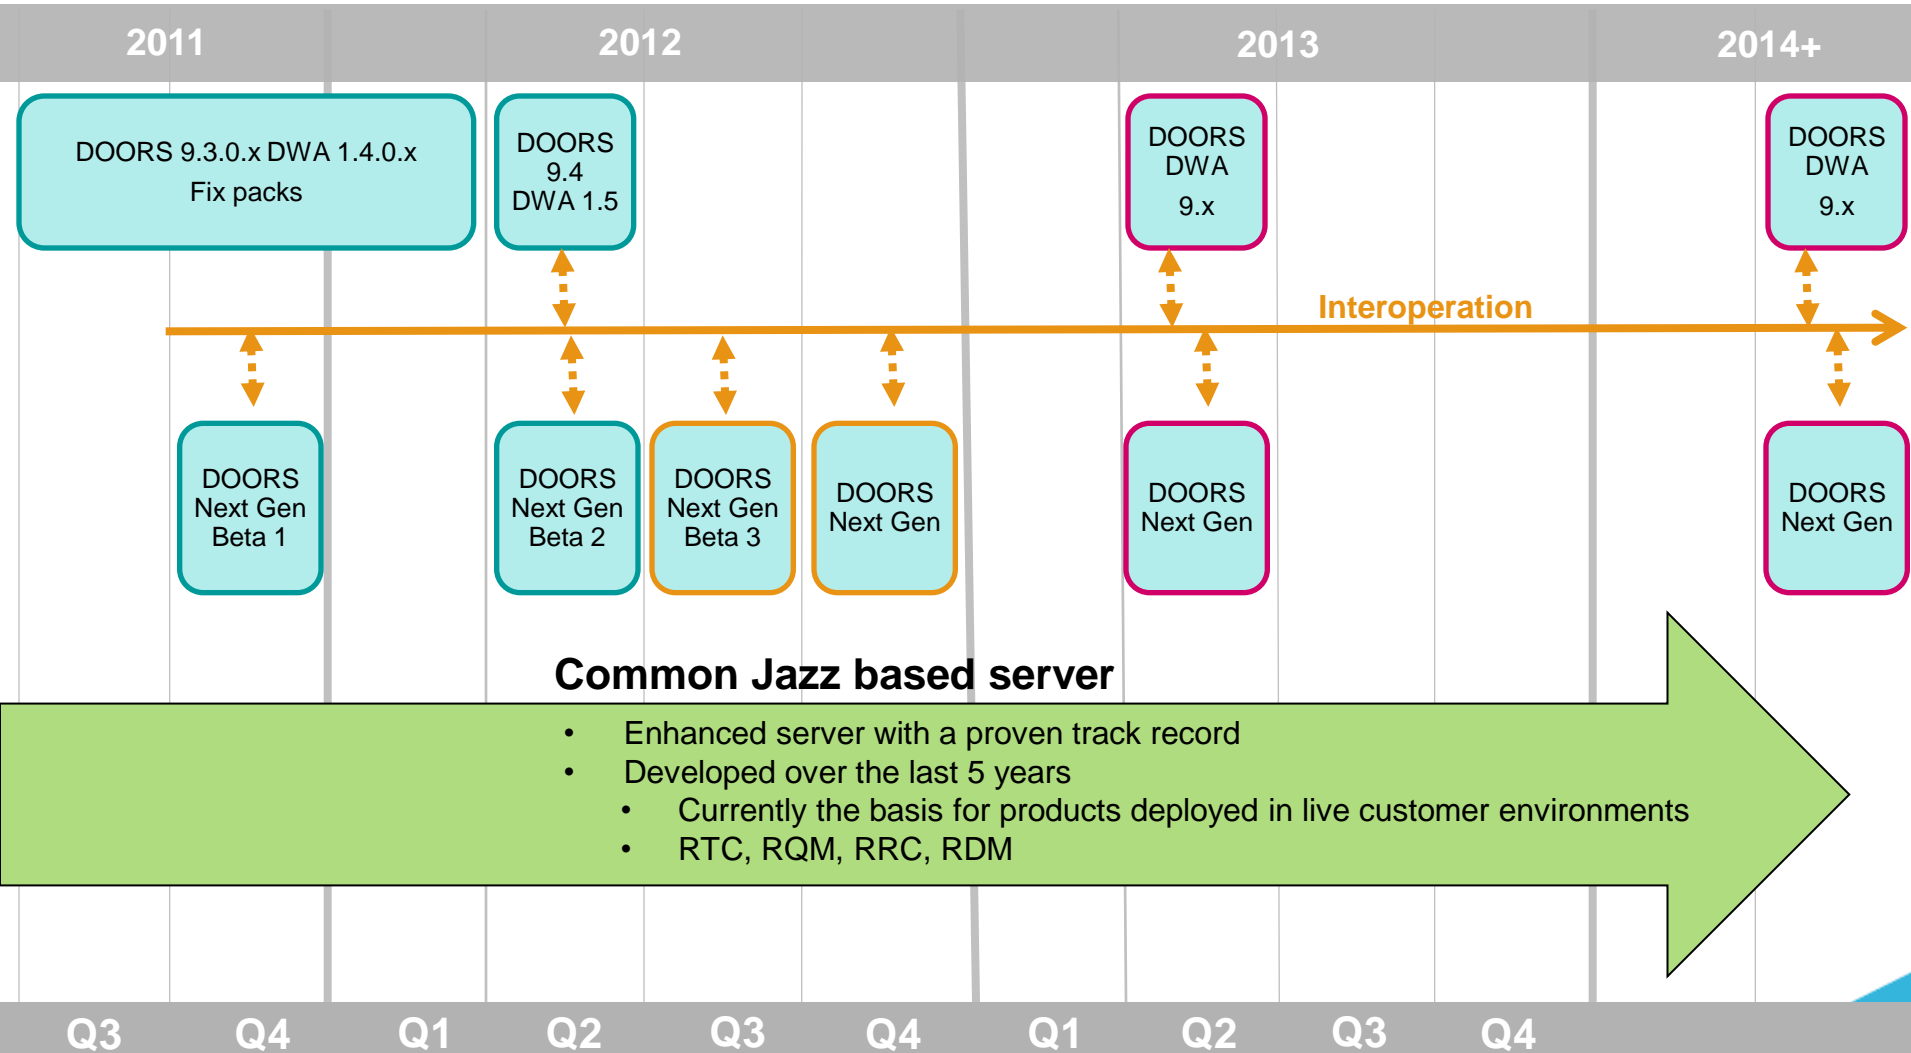 2011
2012
2013
2014+
DOORS 9.3.0.x DWA 1.4.0.x
Fix packs
DOORS
9.4
DWA 1.5
DOORS
DWA
9.x
DOORS
DWA
9.x
Interoperation
DOORS
Next Gen
Beta 1
DOORS
Next Gen
Beta 2
DOORS
Next Gen
Beta 3
DOORS
Next Gen
DOORS
Next Gen
DOORS
Next Gen
Common Jazz based server
• Enhanced server with a proven track record
• Developed over the last 5 years
• Currently the basis for products deployed in live customer environments
• RTC, RQM, RRC, RDM
Q3
Q4
Q1
Q2
Q3
Q4
Q1
Q2
Q3
Q4